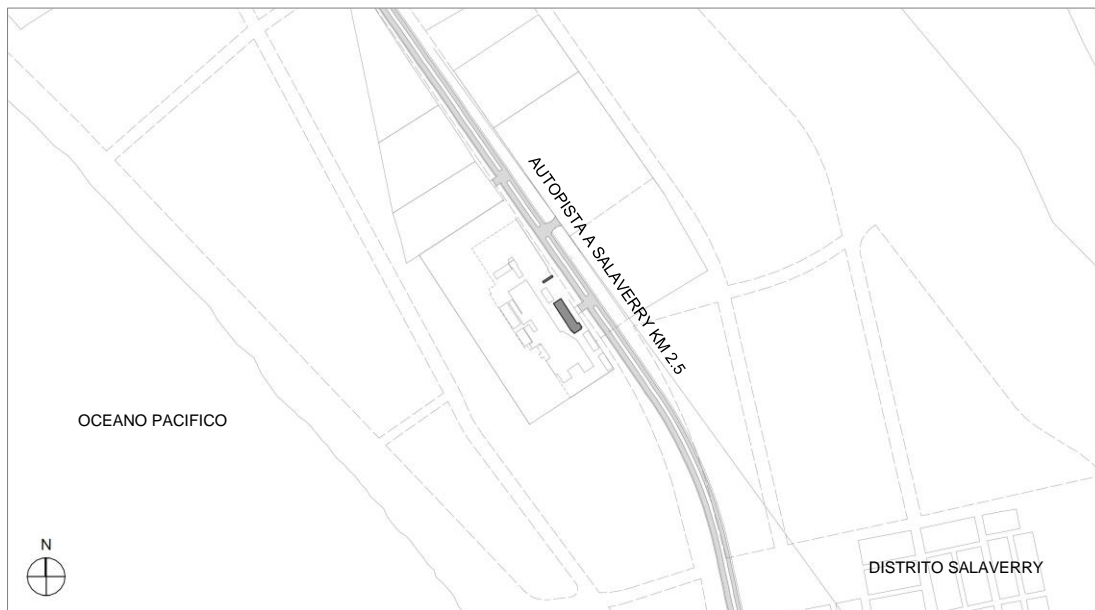 AUTOPISTA A SALAVERRY KM 2.5
OCEANO PACIFICO
N
DISTRITO SALAVERRY